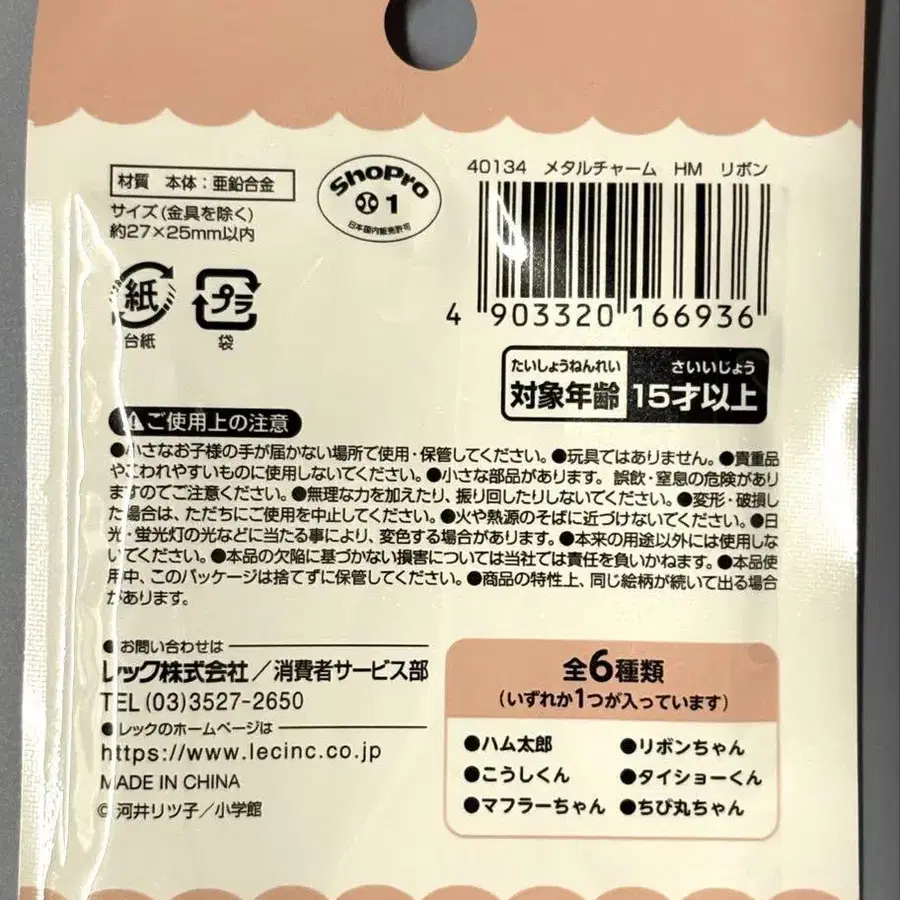 材質 本体：亜鉛合金
サイズ(金具を除く)
約27×25mm以内
ShoPro
1
日本国内販売許可
40134 メタルチャーム HM リボン
4 903320 166936
紙
台紙
プラ
袋
たいしょうねんれい
対象年齢
さいいじょう
15才以上
ご使用上の注意
●小さなお子様の手が届かない場所で使用・保管してください。●玩具ではありません。●貴重品
やこわれやすいものに使用しないでください。●小さな部品があります。誤飲・窒息の危険があり
ますのでご注意ください。●無理な力を加えたり、振り回したりしないでください。●変形・破損し
た場合は、ただちにご使用を中止してください。●火や熱源のそばに近づけないでください。●日
光・蛍光灯の光などに当たる事により、変色する場合があります。●本来の用途以外には使用しな
いでください。●本品の欠陥に基づかない損害については当社では責任を負いかねます。●本品使
用中、このパッケージは捨てずに保管してください。●商品の特性上、同じ絵柄が続いて出る場合
があります。
●お問い合わせは
レック株式会社／消費者サービス部
TEL(03)3527-2650
●レックのホームページは
https://www.lecinc.co.jp
MADE IN CHINA
© 河井リツ子／小学館
全6種類
(いずれか1つが入っています)
●ハム太郎 ●リボンちゃん
●こうしくん ●タイショーくん
●マフラーちゃん ●ちび丸ちゃん